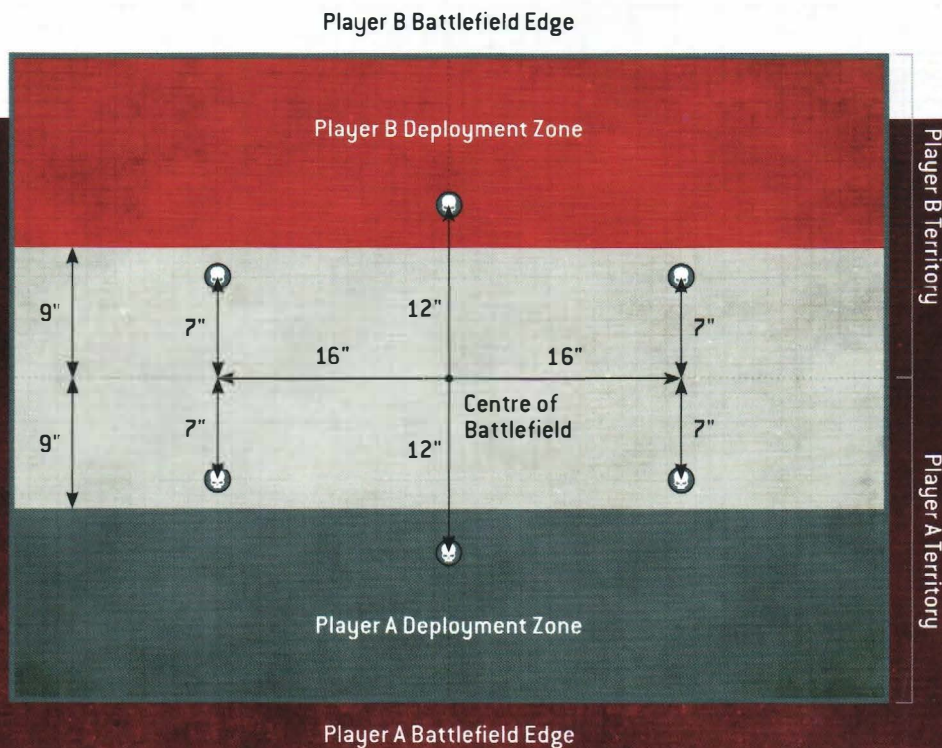 Player B Battlefield Edge
Player B Deployment Zone
Player B Territory
9"
7"
12"
7"
16"
16"
Centre of
Battlefield
9"
7"
12"
7"
Player A Territory
Player A Deployment Zone
Player A Battlefield Edge